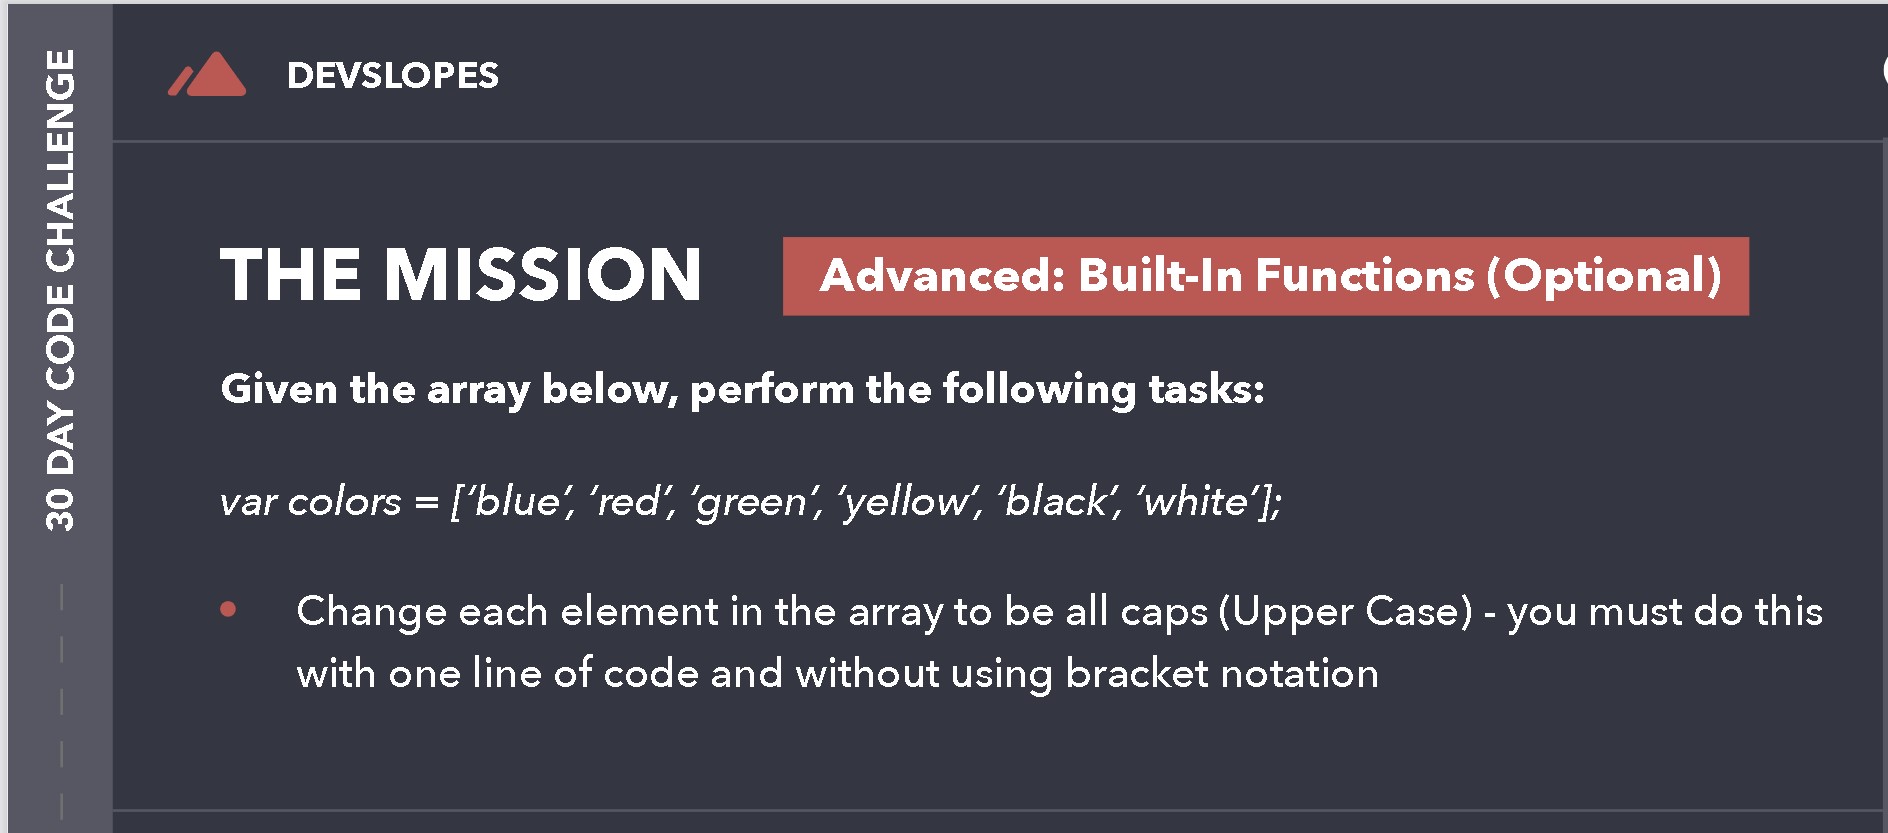 30 DAY CODE CHALLENGE
DEVSLOPES
THE MISSION
Advanced: Built-In Functions (Optional)
Given the array below, perform the following tasks:
var colors = [‘blue’, ‘red’, ‘green’, ‘yellow’, ‘black’, ‘white’];
• Change each element in the array to be all caps (Upper Case) - you must do this
with one line of code and without using bracket notation